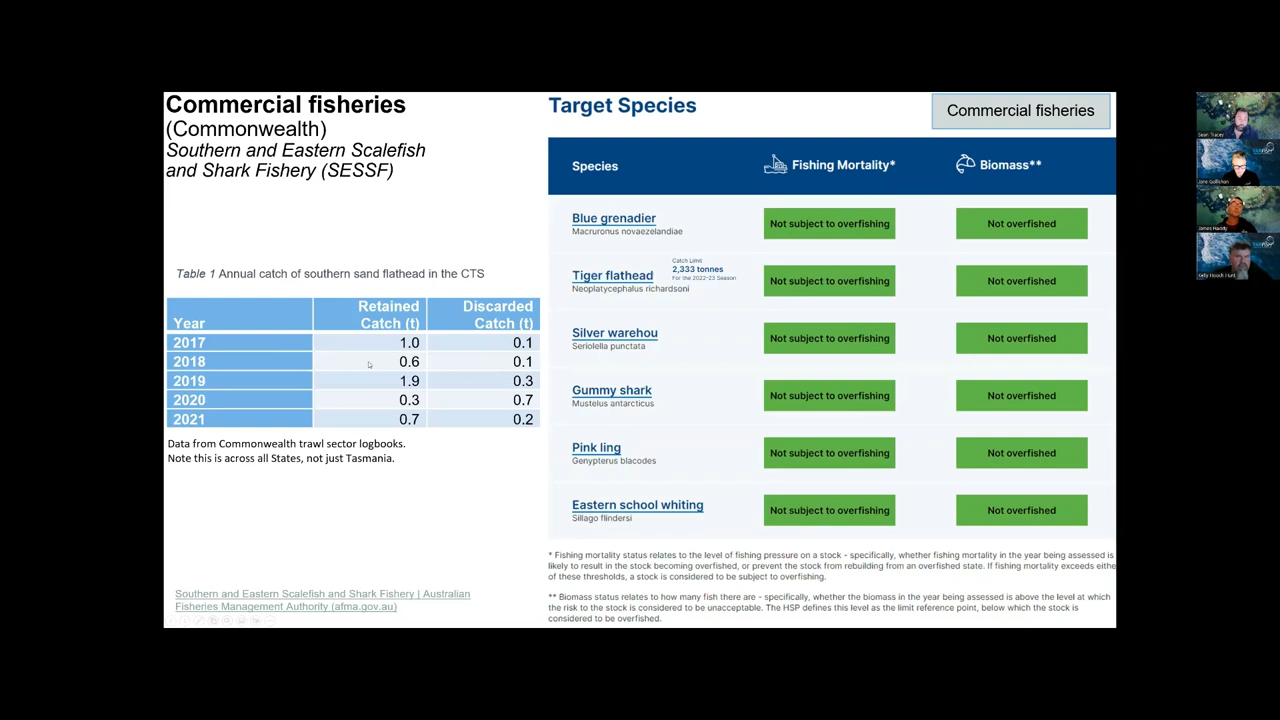 Commercial fisheries
(Commonwealth)
Southern and Eastern Scalefish
and Shark Fishery (SESSF)
Table 1 Annual catch of southern sand flathead in the CTS
Year Retained Catch (t) Discarded Catch (t)
2017 1.0 0.1
2018 0.6 0.1
2019 1.9 0.3
2020 0.3 0.7
2021 0.7 0.2
Data from Commonwealth trawl sector logbooks.
Note this is across all States, not just Tasmania.
Southern and Eastern Scalefish and Shark Fishery | Australian
Fisheries Management Authority (afma.gov.au)
Target Species
Commercial fisheries
Species Fishing Mortality* Biomass**
Blue grenadier
Macruronus novaezelandiae
Not subject to overfishing Not overfished
Tiger flathead
Neoplatycephalus richardsoni
Catch Limit
2,333 tonnes
For the 2022-23 Season
Not subject to overfishing Not overfished
Silver warehou
Seriolella punctata
Not subject to overfishing Not overfished
Gummy shark
Mustelus antarcticus
Not subject to overfishing Not overfished
Pink ling
Genypterus blacodes
Not subject to overfishing Not overfished
Eastern school whiting
Sillago flindersi
Not subject to overfishing Not overfished
* Fishing mortality status relates to the level of fishing pressure on a stock - specifically, whether fishing mortality in the year being assessed is
likely to result in the stock becoming overfished, or prevent the stock from rebuilding from an overfished state. If fishing mortality exceeds eithe
of these thresholds, a stock is considered to be subject to overfishing.
** Biomass status relates to how many fish there are - specifically, whether the biomass in the year being assessed is above the level at which
the risk to the stock is considered to be unacceptable. The HSP defines this level as the limit reference point, below which the stock is
considered to be overfished.
Sean Tracey
Jane Gallichan